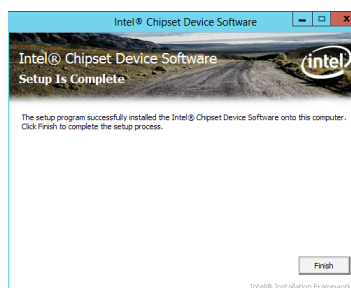 Intel® Chipset Device Software
Intel® Chipset Device Software
Setup Is Complete
intel
The setup program successfully installed the Intel® Chipset Device Software onto this computer.
Click Finish to complete the setup process.
Finish
Intel® Installation Framework